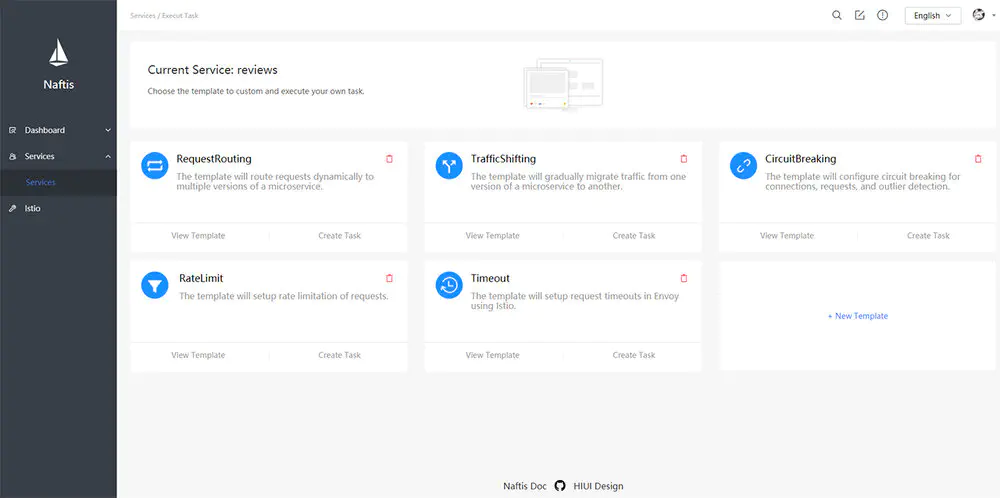 Services / Execut Task
English
Naftis
Dashboard
Services
Services
Istio
Current Service: reviews
Choose the template to custom and execute your own task.
RequestRouting
The template will route requests dynamically to
multiple versions of a microservice.
View Template
Create Task
TrafficShifting
The template will gradually migrate traffic from one
version of a microservice to another.
View Template
Create Task
CircuitBreaking
The template will configure circuit breaking for
connections, requests, and outlier detection.
View Template
Create Task
RateLimit
The template will setup rate limitation of requests.
View Template
Create Task
Timeout
The template will setup request timeouts in Envoy
using Istio.
View Template
Create Task
+ New Template
Naftis Doc
HIUI Design